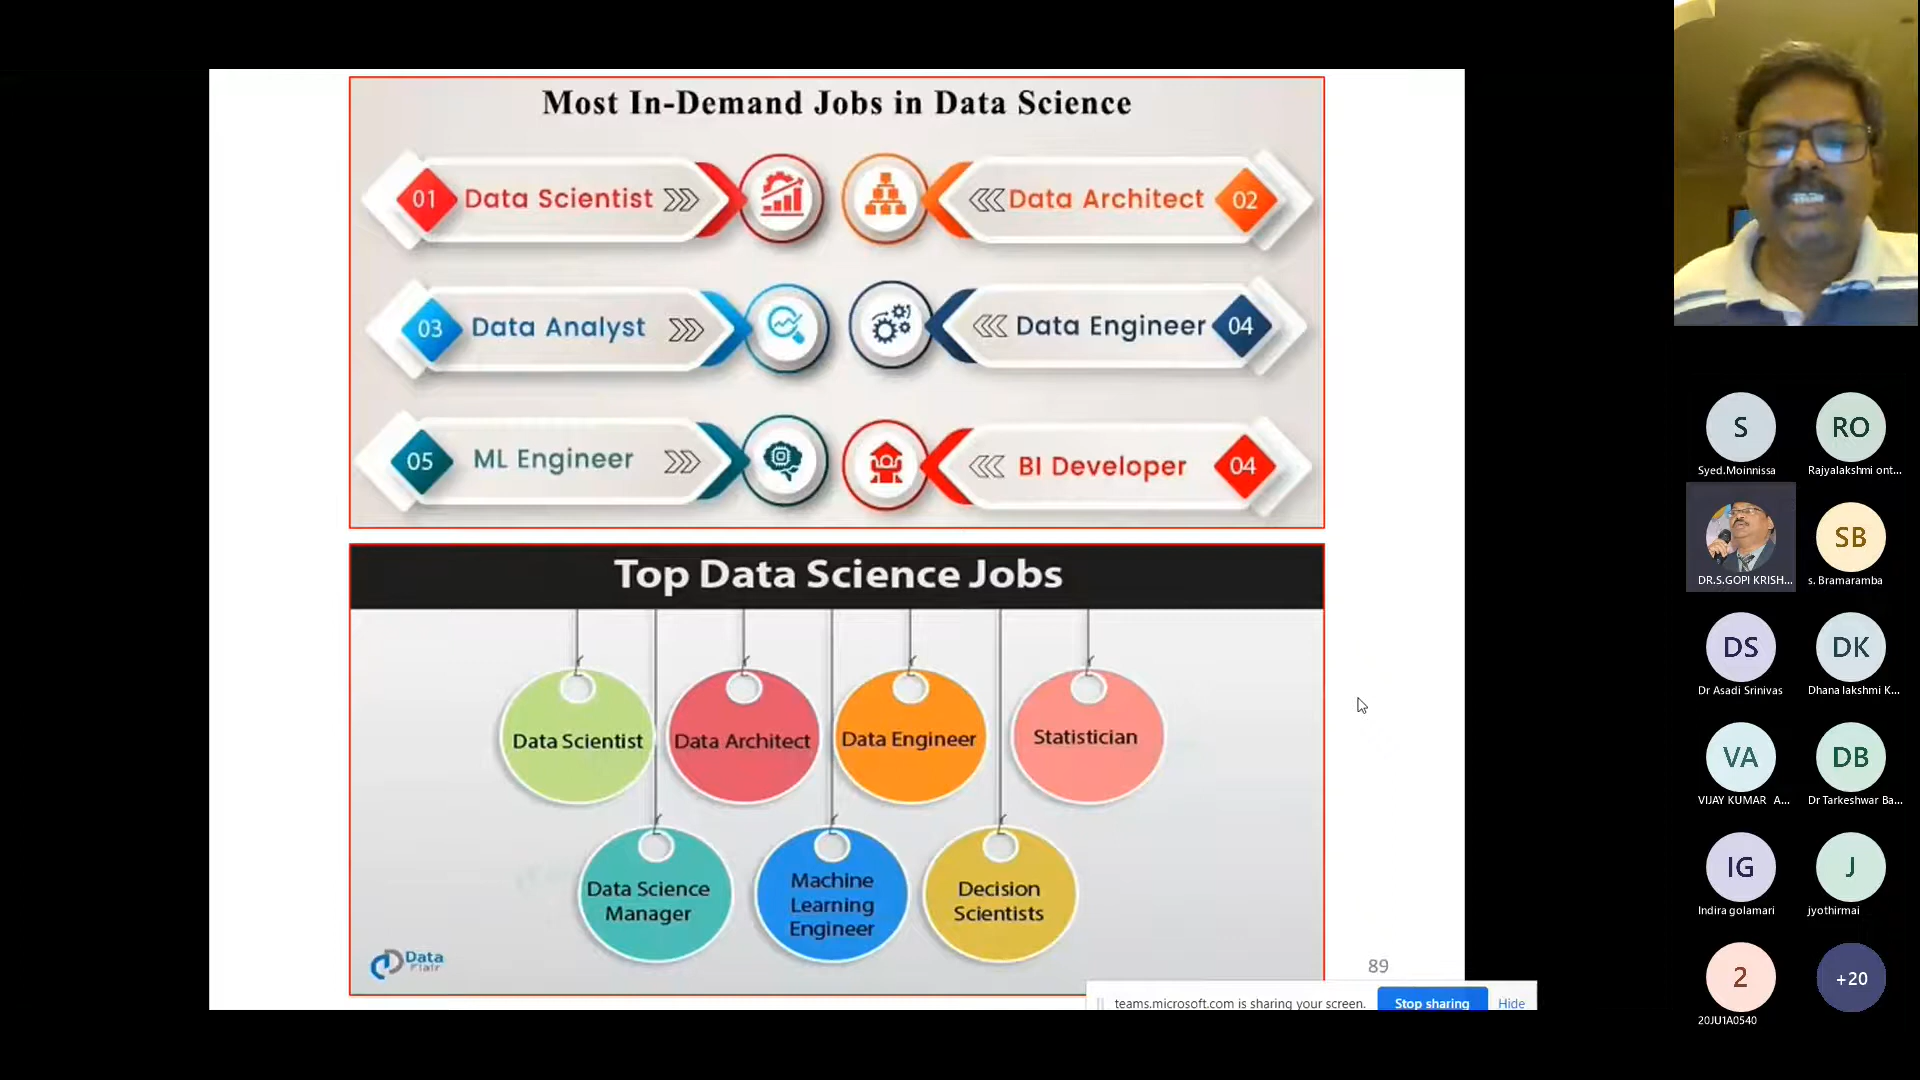 Most In-Demand Jobs in Data Science
01 Data Scientist
Data Architect 02
03 Data Analyst
Data Engineer 04
05 ML Engineer
BI Developer 04
Top Data Science Jobs
Data Scientist
Data Architect
Data Engineer
Statistician
Data Science
Manager
Machine
Learning
Engineer
Decision
Scientists
Data
Flair
89
teams.microsoft.com is sharing your screen.
Stop sharing
Hide
S
Syed.Moinnissa
RO
Rajyalakshmi ont...
DR.S.GOPI KRISH...
SB
s. Bramaramba
DS
Dr Asadi Srinivas
DK
Dhana lakshmi K...
VA
VIJAY KUMAR A...
DB
Dr Tarkeshwar Ba...
IG
Indira golamari
J
jyothirmai
2
20JU1A0540
+20